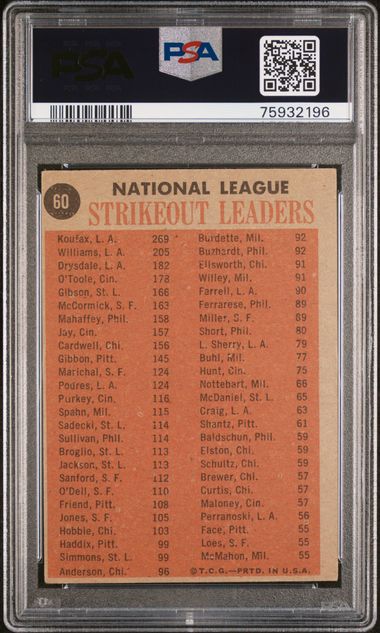 PSA
PSA
75932196
60
NATIONAL LEAGUE
STRIKEOUT LEADERS
Koufax, L. A. 269
Williams, L. A. 205
Drysdale, L. A. 182
O'Toole, Cin. 178
Gibson, St. L. 166
McCormick, S. F. 163
Mahaffey, Phil. 158
Jay, Cin. 157
Cardwell, Chi. 156
Gibbon, Pitt. 145
Marichal, S. F. 124
Podres, L. A. 124
Purkey, Cin. 116
Spahn, Mil. 115
Sadecki, St. L. 114
Sullivan, Phil. 114
Broglio, St. L. 113
Jackson, St. L. 113
Sanford, S. F. 112
O'Dell, S. F. 110
Friend, Pitt. 108
Jones, S. F. 105
Hobbie, Chi. 103
Haddix, Pitt. 99
Simmons, St. L. 99
Anderson, Chi. 96
Burdette, Mil. 92
Buzhardt, Phil. 92
Ellsworth, Chi. 91
Willey, Mil. 91
Farrell, L. A. 90
Ferrarese, Phil. 89
Miller, S. F. 89
Short, Phil. 80
L. Sherry, L. A. 79
Buhl, Mil. 77
Hunt, Cin. 75
Nottebart, Mil. 66
McDaniel, St. L. 65
Craig, L. A. 63
Shantz, Pitt. 61
Baldschun, Phil. 59
Elston, Chi. 59
Schultz, Chi. 59
Brewer, Chi. 57
Curtis, Chi. 57
Maloney, Cin. 57
Perranoski, L. A. 56
Face, Pitt. 55
Loes, S. F. 55
McMahon, Mil. 55
© T.C.G.—PRTD. IN U.S.A.